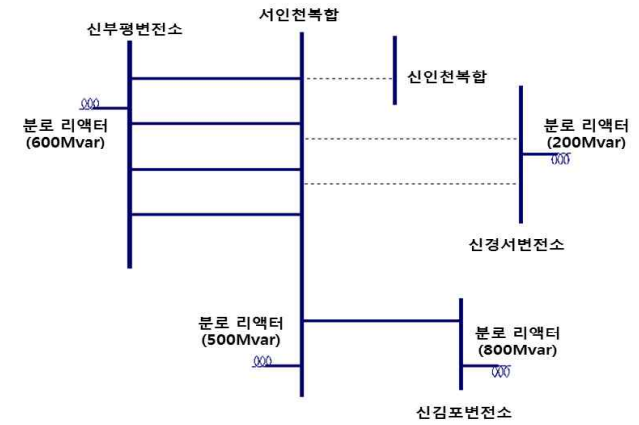 서인천복합
신부평변전소
신인천복합
분로 리액터
(600Mvar)
분로 리액터
(200Mvar)
신경서변전소
분로 리액터
(500Mvar)
분로 리액터
(800Mvar)
신김포변전소